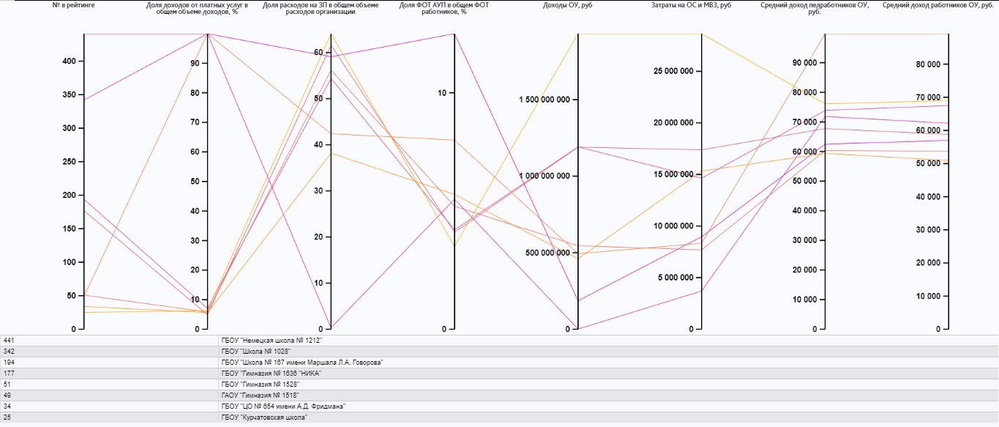 № в рейтинге
Доля доходов от платных услуг в
общем объеме доходов, %
Доля расходов на ЗП в общем объеме
расходов организации
Доля ФОТ АУП в общем ФОТ
работников, %
Доходы ОУ, руб
Затраты на ОС и МВЗ, руб
Средний доход педработников ОУ,
руб.
Средний доход работников ОУ, руб.
400
350
300
250
200
150
100
50
0
90
80
70
60
50
40
30
20
10
0
60
50
40
30
20
10
0
10
0
1 500 000 000
1 000 000 000
500 000 000
0
25 000 000
20 000 000
15 000 000
10 000 000
5 000 000
0
90 000
80 000
70 000
60 000
50 000
40 000
30 000
20 000
10 000
0
80 000
70 000
60 000
50 000
40 000
30 000
20 000
10 000
0
441 ГБОУ "Немецкая школа № 1212"
342 ГБОУ "Школа № 1028"
194 ГБОУ "Школа № 167 имени Маршала Л.А. Говорова"
177 ГБОУ "Гимназия № 1636 "НИКА"
51 ГБОУ "Гимназия № 1528"
49 ГАОУ "Гимназия № 1518"
34 ГБОУ "ЦО № 654 имени А.Д. Фридмана"
25 ГБОУ "Курчатовская школа"